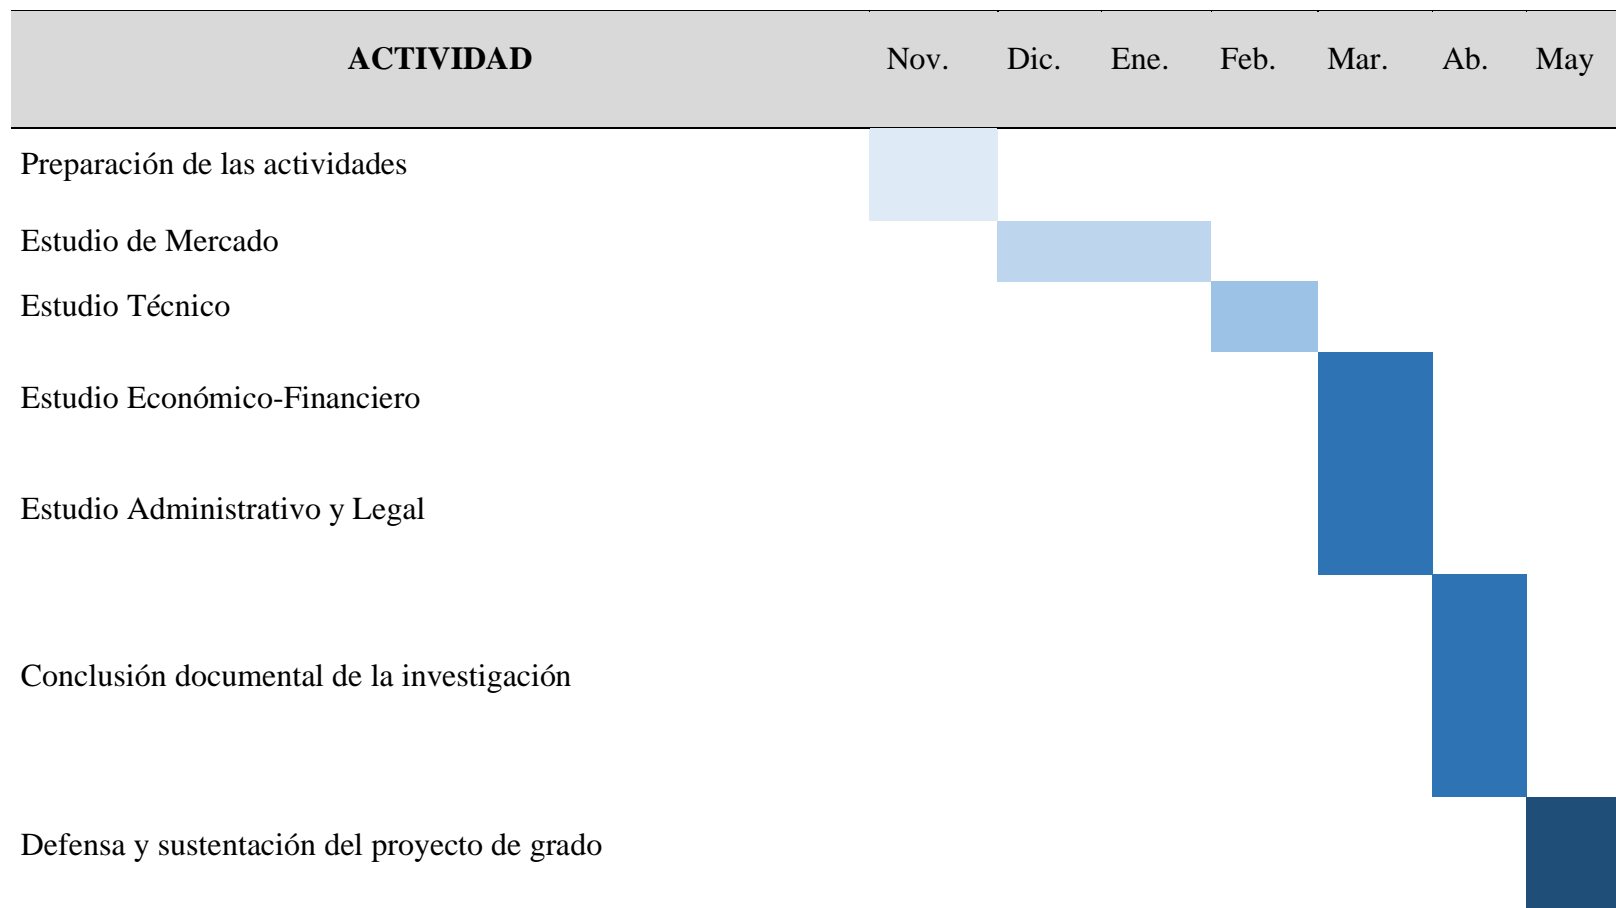 ACTIVIDAD Nov. Dic. Ene. Feb. Mar. Ab. May
Preparación de las actividades
Estudio de Mercado
Estudio Técnico
Estudio Económico-Financiero
Estudio Administrativo y Legal
Conclusión documental de la investigación
Defensa y sustentación del proyecto de grado